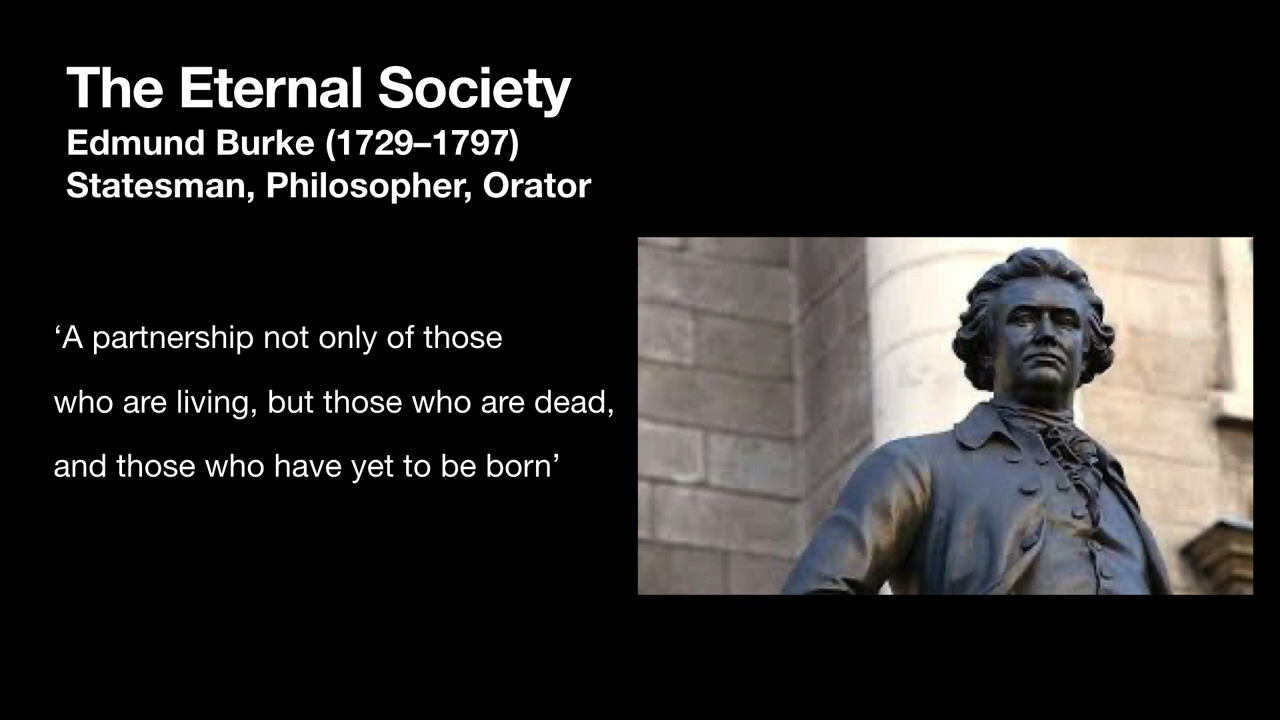 The Eternal Society
Edmund Burke (1729–1797)
Statesman, Philosopher, Orator
‘A partnership not only of those
who are living, but those who are dead,
and those who have yet to be born’